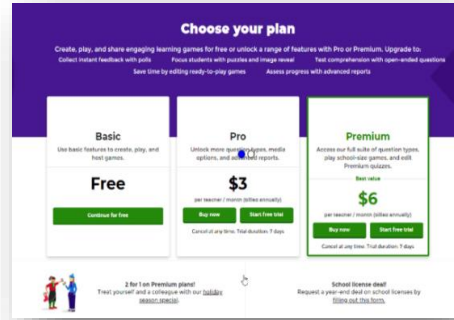 Choose your plan
Create, play, and share engaging learning games for free or unlock a range of features with Pro or Premium. Upgrade to:
Collect instant feedback with polls Focus students with puzzles and image reveal Test comprehension with open-ended questions
Save time by editing ready-to-play games Assess progress with advanced reports
Basic
Use basic features to create, play, and
host games.
Free
Continue for free
Pro
Unlock more question types, media
options, and advanced reports.
$3
per teacher / month (billed annually)
Buy now Start free trial
Cancel at any time. Trial duration: 7 days
Premium
Access our full suite of question types,
play school-size games, and edit
Premium quizzes.
Best value
$6
per teacher / month (billed annually)
Buy now Start free trial
Cancel at any time. Trial duration: 7 days
2 for 1 on Premium plans!
Treat yourself and a colleague with our holiday
season special.
School license deal!
Request a year-end deal on school licenses by
filling out this form.